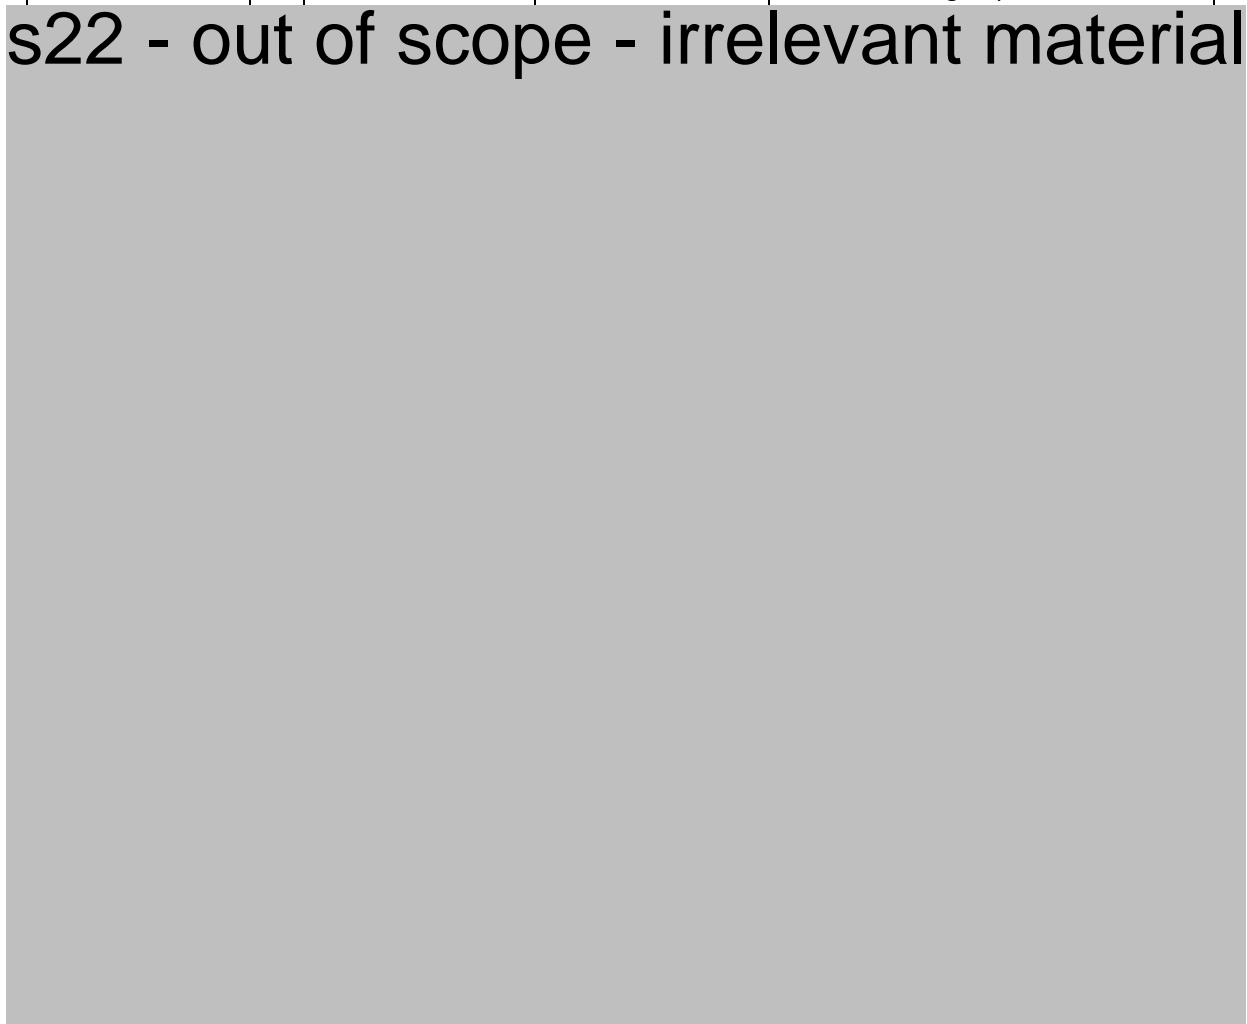 s22 - out of scope - irrelevant material